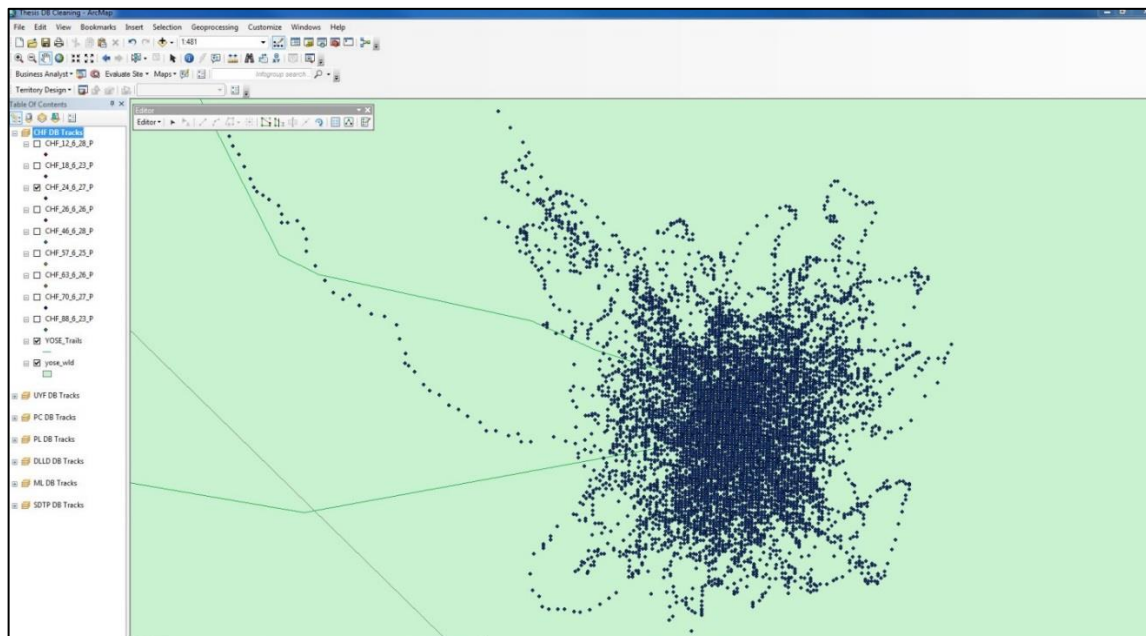 Thesis DB Cleaning - ArcMap
File Edit View Bookmarks Insert Selection Geoprocessing Customize Windows Help
1:481
Business Analyst Evaluate Site Maps Infogroup search...
Territory Design
Table Of Contents
Editor
Editor
CHF DB Tracks
CHF_12_6_28_P
CHF_18_6_23_P
CHF_24_6_27_P
CHF_26_6_26_P
CHF_46_6_28_P
CHF_57_6_25_P
CHF_63_6_26_P
CHF_70_6_27_P
CHF_88_6_23_P
YOSE_Trails
yose_wld
UYF DB Tracks
PC DB Tracks
PL DB Tracks
DLLD DB Tracks
ML DB Tracks
SDTP DB Tracks